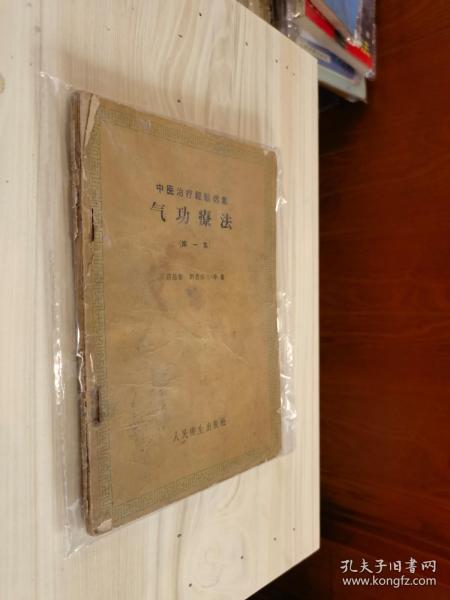 中医治疗经验选集
气功療法
(第一集)
人民衛生出版社
孔夫子旧书网
www.kongfz.com